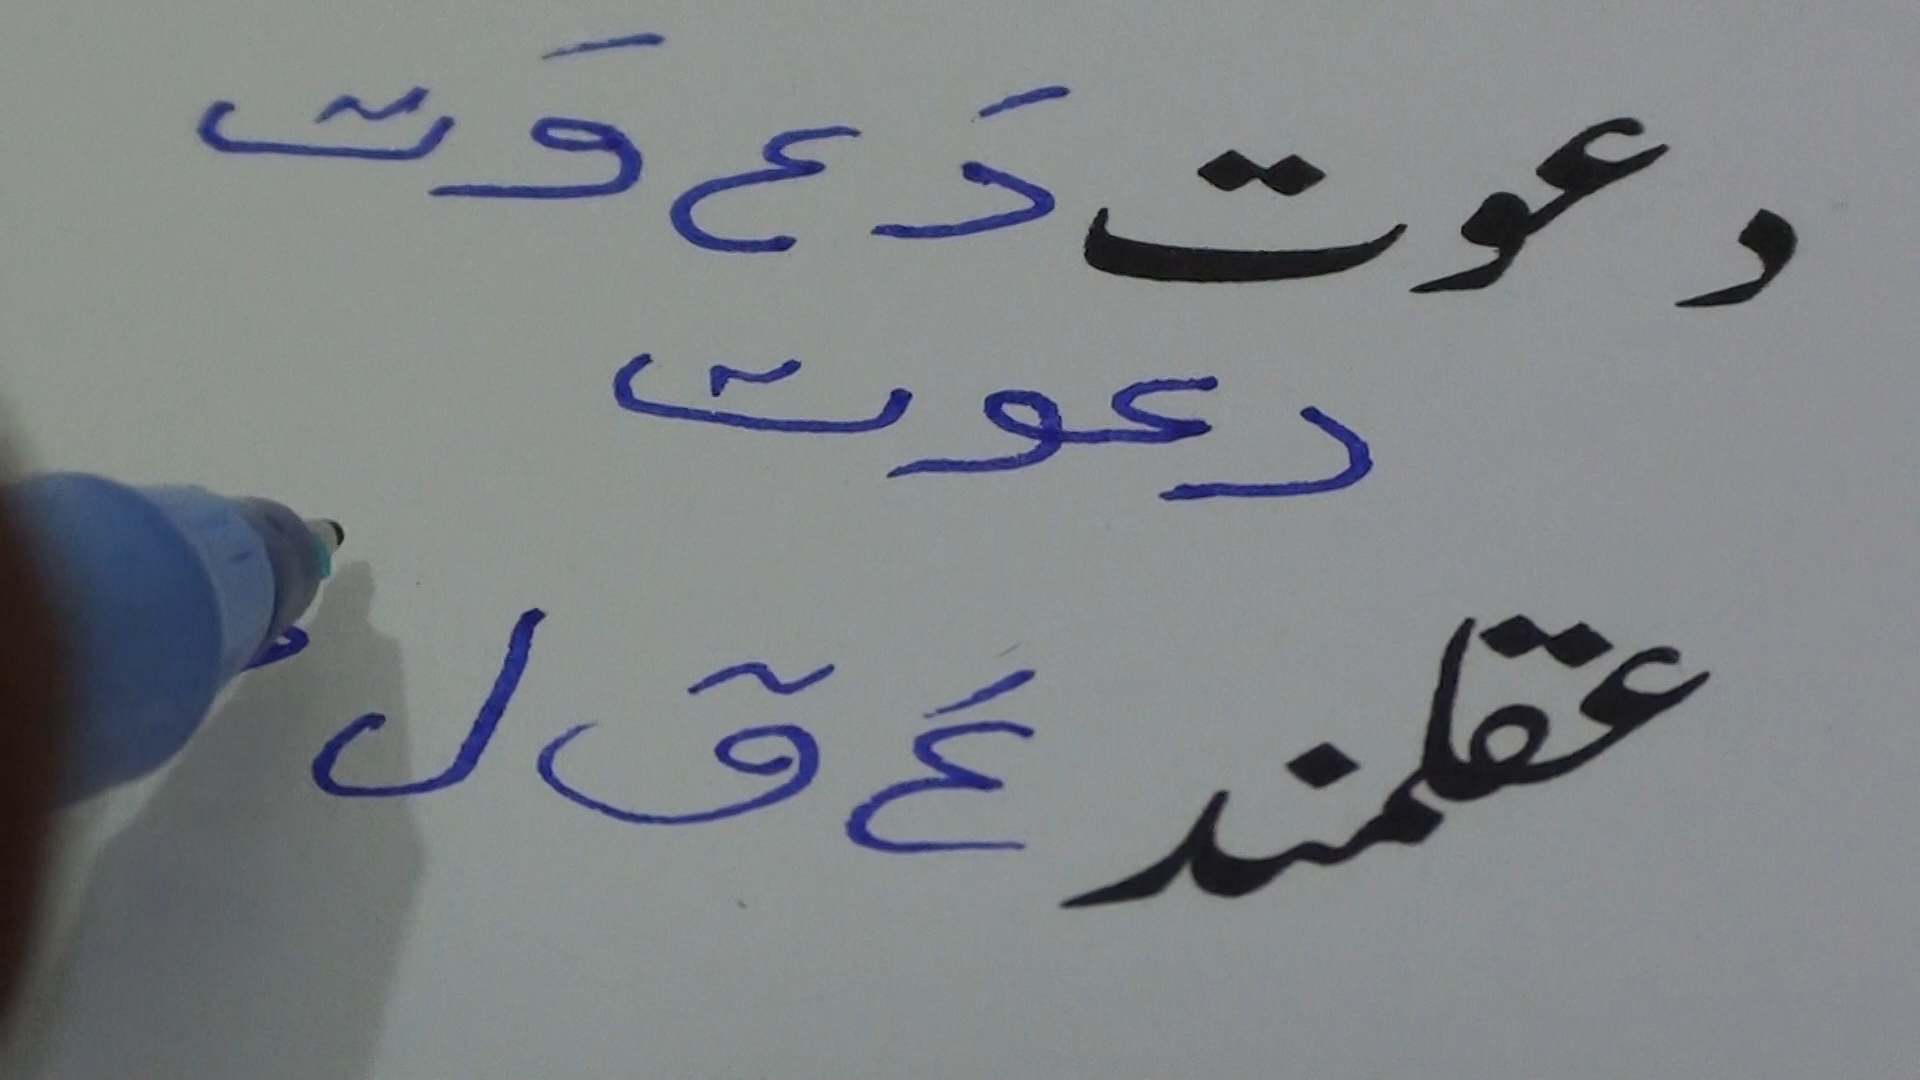 دعوت دَ ع وَ ت
دعوت
عقلمند عَ ق ل